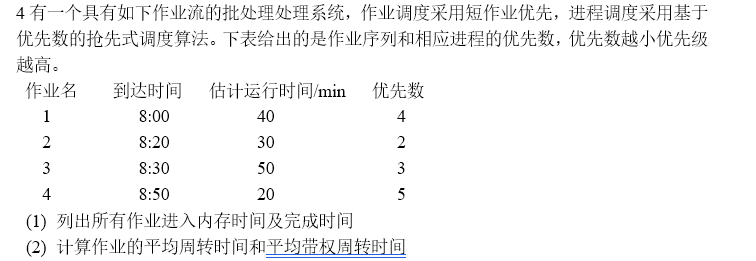 4 有一个具有如下作业流的批处理处理系统，作业调度采用短作业优先，进程调度采用基于
优先数的抢先式调度算法。下表给出的是作业序列和相应进程的优先数，优先数越小优先级
越高。
作业名 到达时间 估计运行时间/min 优先数
1 8:00 40 4
2 8:20 30 2
3 8:30 50 3
4 8:50 20 5
(1) 列出所有作业进入内存时间及完成时间
(2) 计算作业的平均周转时间和平均带权周转时间